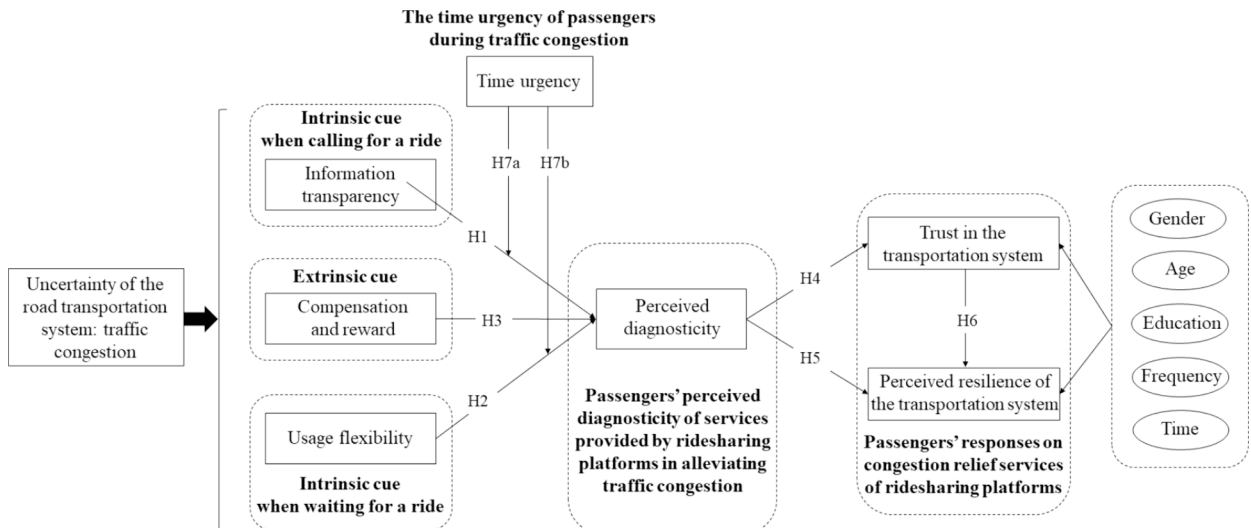 The time urgency of passengers
during traffic congestion
Time urgency
H7a
H7b
Intrinsic cue
when calling for a ride
Information
transparency
H1
Uncertainty of the
road transportation
system: traffic
congestion
Extrinsic cue
Compensation
and reward
H3
H2
Usage flexibility
Intrinsic cue
when waiting for a ride
Perceived
diagnosticity
Passengers’ perceived
diagnosticity of services
provided by ridesharing
platforms in alleviating
traffic congestion
H4
H5
Trust in the
transportation system
H6
Perceived resilience of
the transportation system
Passengers’ responses on
congestion relief services
of ridesharing platforms
Gender
Age
Education
Frequency
Time